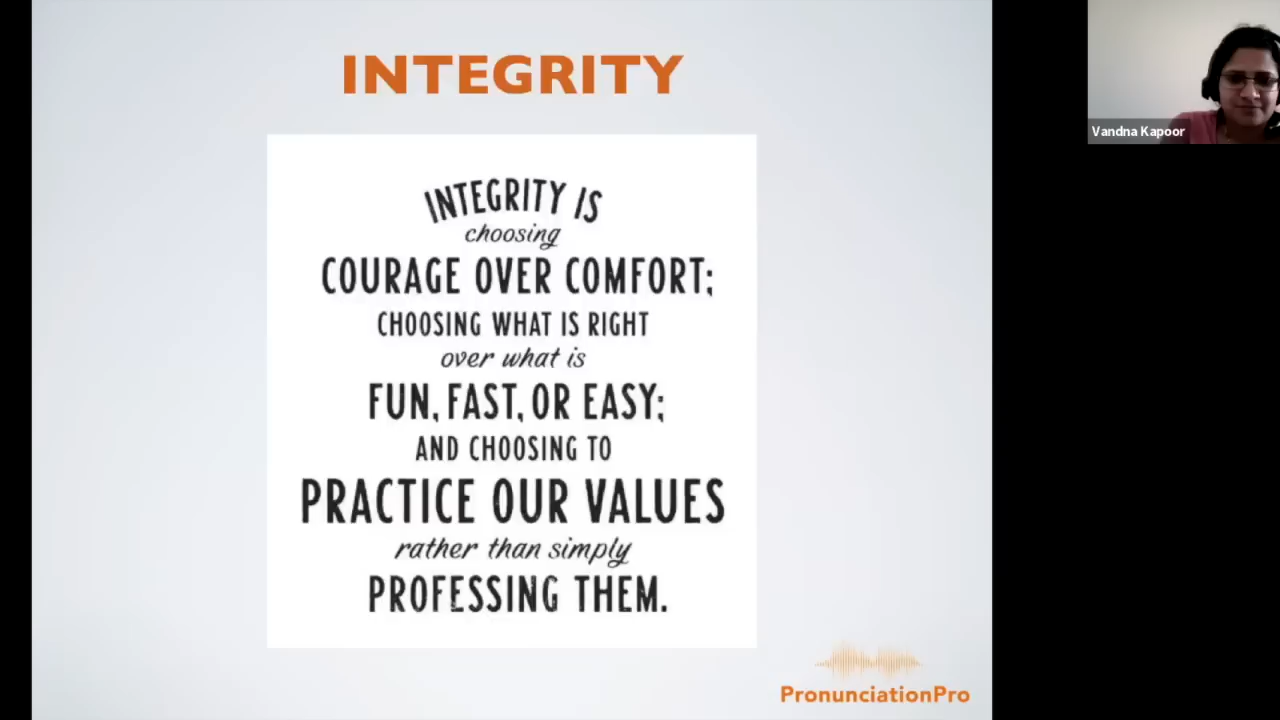 INTEGRITY
INTEGRITY IS
choosing
COURAGE OVER COMFORT;
CHOOSING WHAT IS RIGHT
over what is
FUN, FAST, OR EASY;
AND CHOOSING TO
PRACTICE OUR VALUES
rather than simply
PROFESSING THEM.
PronunciationPro
Vandna Kapoor